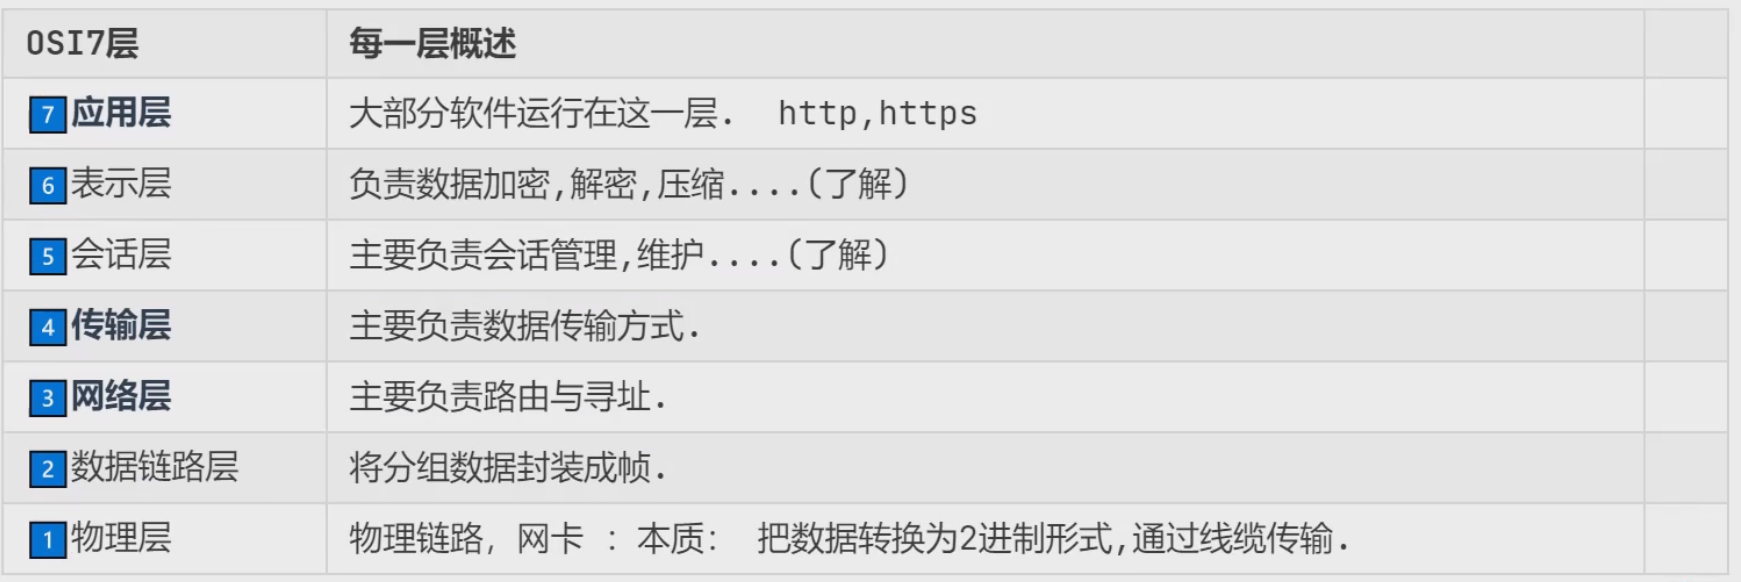 OSI7层 每一层概述
7 应用层 大部分软件运行在这一层. http,https
6 表示层 负责数据加密,解密,压缩....(了解)
5 会话层 主要负责会话管理,维护....(了解)
4 传输层 主要负责数据传输方式.
3 网络层 主要负责路由与寻址.
2 数据链路层 将分组数据封装成帧.
1 物理层 物理链路, 网卡 : 本质: 把数据转换为2进制形式,通过线缆传输.